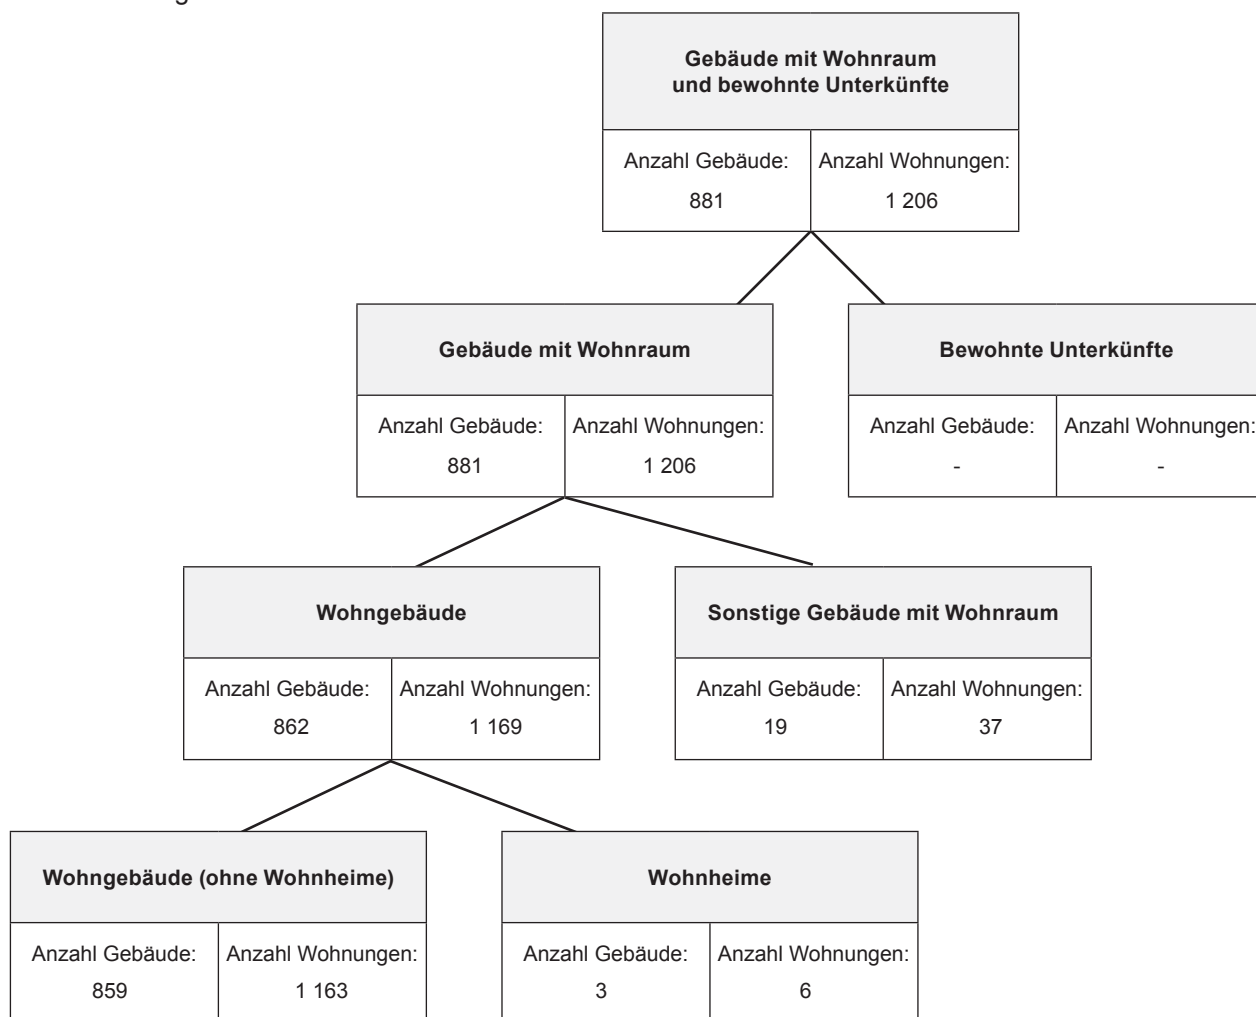 Gebäude mit Wohnraum
und bewohnte Unterkünfte
Anzahl Gebäude: Anzahl Wohnungen:
881 1 206
Gebäude mit Wohnraum Bewohnte Unterkünfte
Anzahl Gebäude: Anzahl Wohnungen: Anzahl Gebäude: Anzahl Wohnungen:
881 1 206 - -
Wohngebäude Sonstige Gebäude mit Wohnraum
Anzahl Gebäude: Anzahl Wohnungen: Anzahl Gebäude: Anzahl Wohnungen:
862 1 169 19 37
Wohngebäude (ohne Wohnheime) Wohnheime
Anzahl Gebäude: Anzahl Wohnungen: Anzahl Gebäude: Anzahl Wohnungen:
859 1 163 3 6